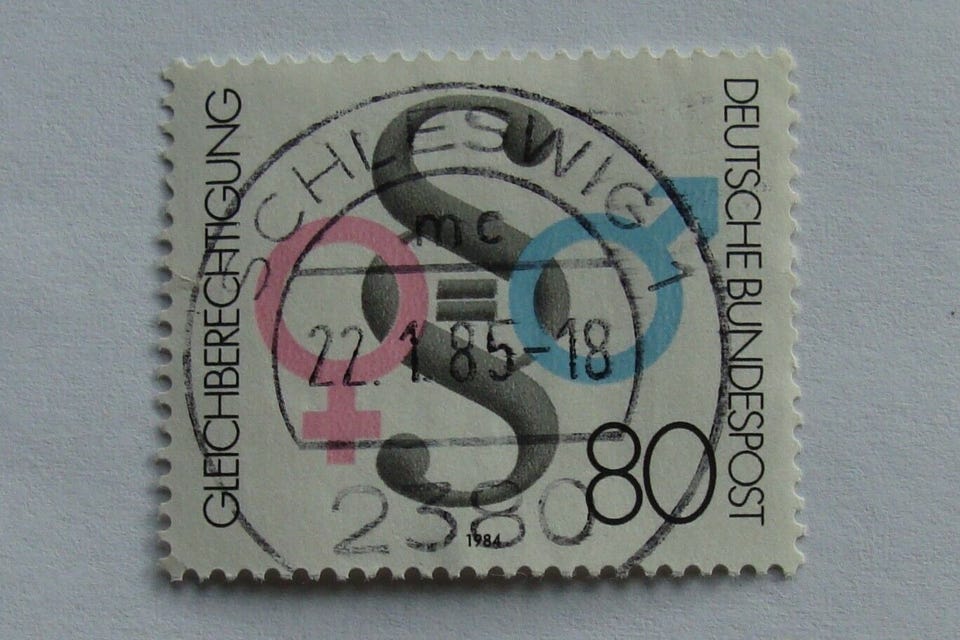 GLEICHBERECHTIGUNG
DEUTSCHE BUNDESPOST
§
=
80
1984
SCHLESWIG 1
mc
22.1.85-18
2380